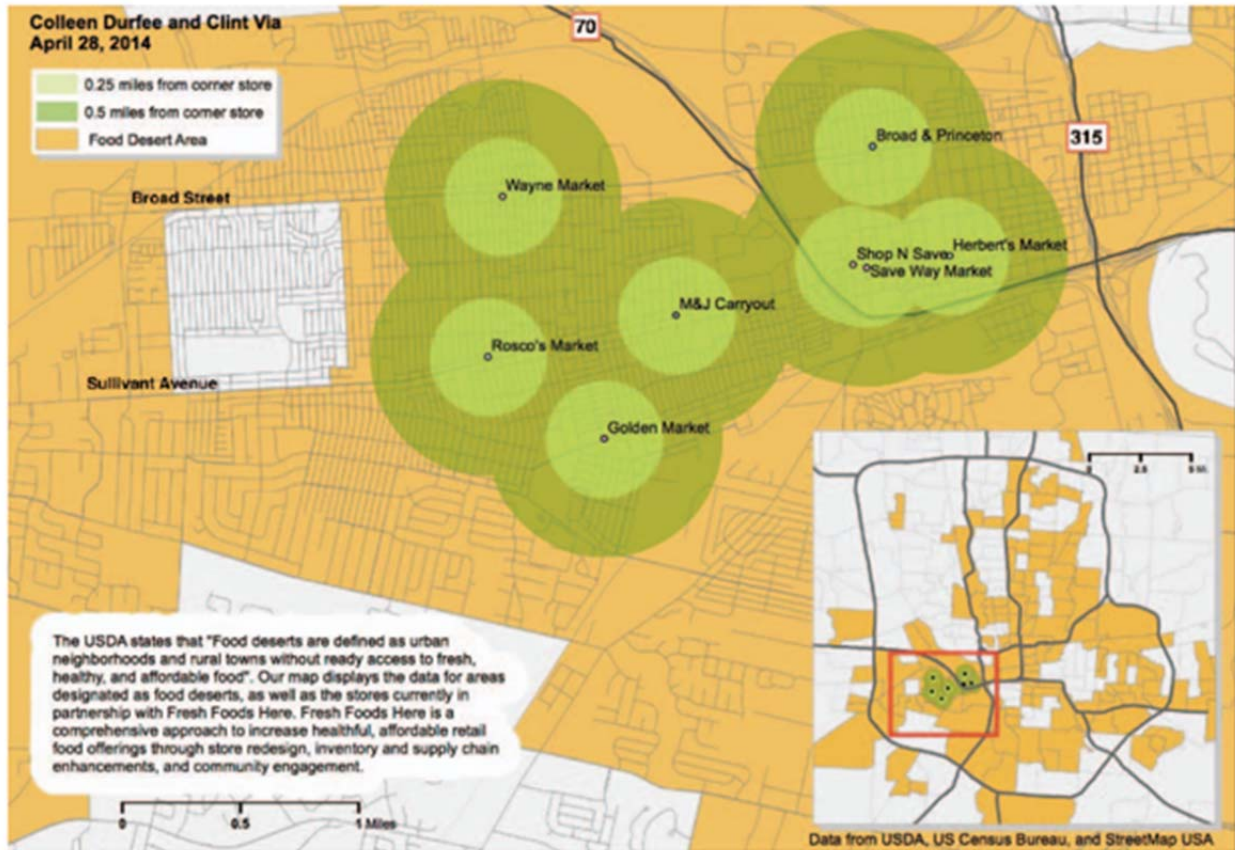 Colleen Durfee and Clint Via
April 28, 2014
70
0.25 miles from corner store
0.5 miles from corner store
Food Desert Area
315
Broad & Princeton
Wayne Market
Broad Street
Herbert's Market
Shop N Save
Save Way Market
M&J Carryout
Rosco's Market
Sullivant Avenue
Golden Market
0 2.5 5 Mi.
The USDA states that "Food deserts are defined as urban
neighborhoods and rural towns without ready access to fresh,
healthy, and affordable food". Our map displays the data for areas
designated as food deserts, as well as the stores currently in
partnership with Fresh Foods Here. Fresh Foods Here is a
comprehensive approach to increase healthful, affordable retail
food offerings through store redesign, inventory and supply chain
enhancements, and community engagement.
0 0.5 1 Miles
Data from USDA, US Census Bureau, and StreetMap USA